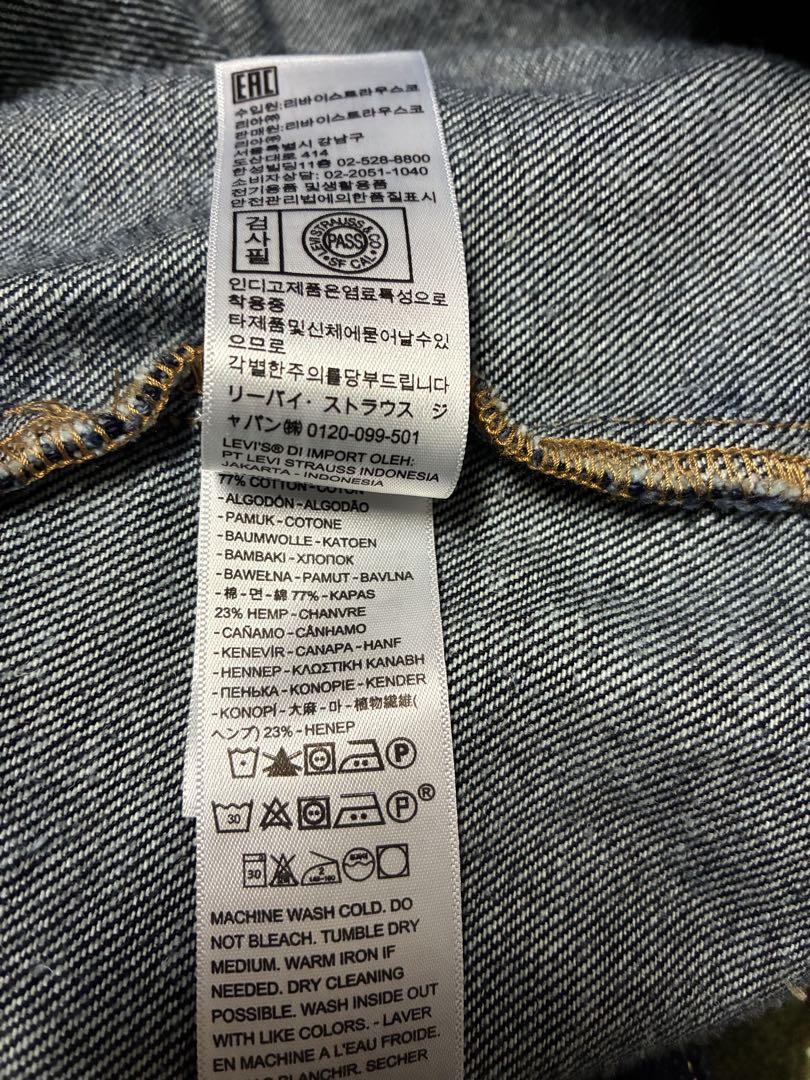 EAC
수입원:리바이스트라우스코
리아㈜
판매원:리바이스트라우스코
리아㈜
서울특별시 강남구
도산대로 414
한성빌딩11층 02-528-8800
소비자상담: 02-2051-1040
전기용품 및생활용품
안전관리법에의한품질표시
검사필
LEVI STRAUSS & CO
PASS
SF CAL
인디고제품은염료특성으로
착용중
타제품및신체에묻어날수있
으므로
각별한주의를당부드립니다
リーバイ・ストラウス ジ
ャパン㈱ 0120-099-501
LEVI'S® DI IMPORT OLEH:
PT LEVI STRAUSS INDONESIA
JAKARTA - INDONESIA
77% COTTON-COTON
-ALGODÓN-ALGODÃO
-PAMUK-COTONE
-BAUMWOLLE-KATOEN
-BAMBAKI-ХЛОПОК
-BAWEŁNA-PAMUT-BAVLNA
-棉-면-綿 77%-KAPAS
23% HEMP-CHANVRE
-CAÑAMO-CÂNHAMO
-KENEVİR-CANAPA-HANF
-HENNEP-ΚΛΩΣΤΙΚΗ ΚΑΝΑΒΗ
-ПЕНЬКА-KONOPIE-KENDER
-KONOPÍ-大麻-마-植物繊維(
ヘンプ) 23%-HENEP
P
30 P®
30 2
MACHINE WASH COLD. DO
NOT BLEACH. TUMBLE DRY
MEDIUM. WARM IRON IF
NEEDED. DRY CLEANING
POSSIBLE. WASH INSIDE OUT
WITH LIKE COLORS. - LAVER
EN MACHINE A L'EAU FROIDE.
BLANCHIR. SECHER